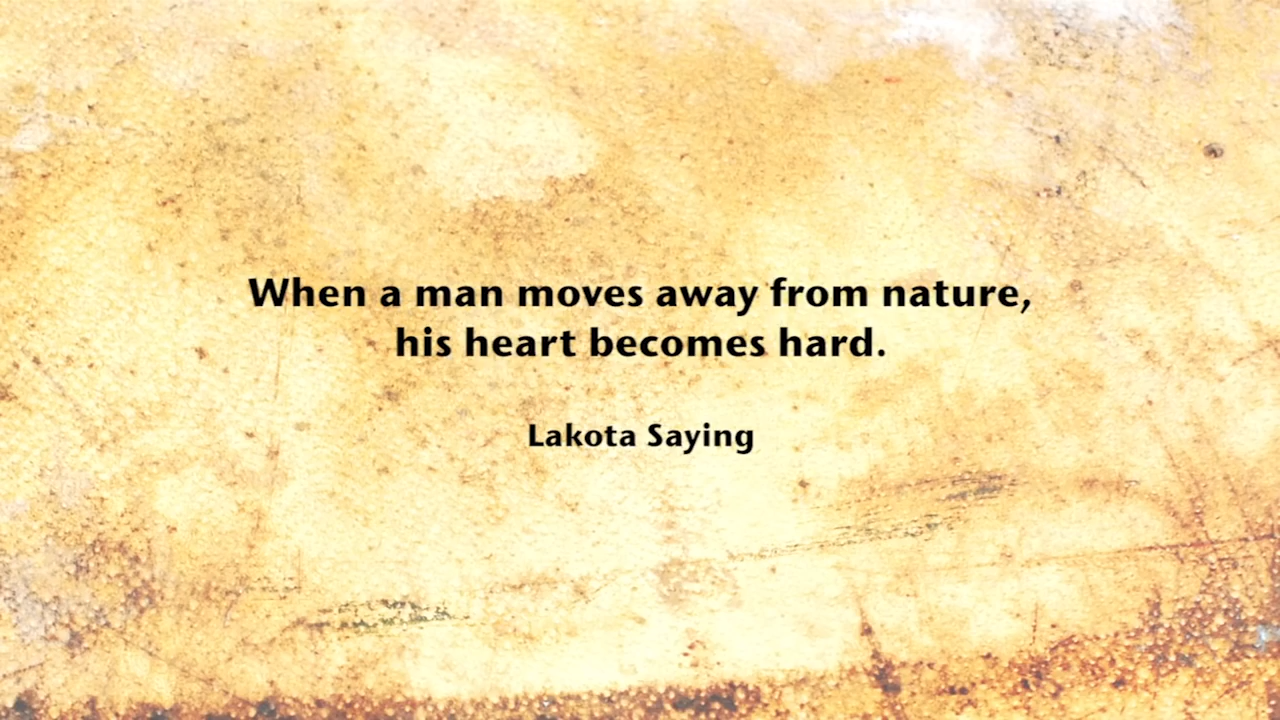 When a man moves away from nature,
his heart becomes hard.
Lakota Saying